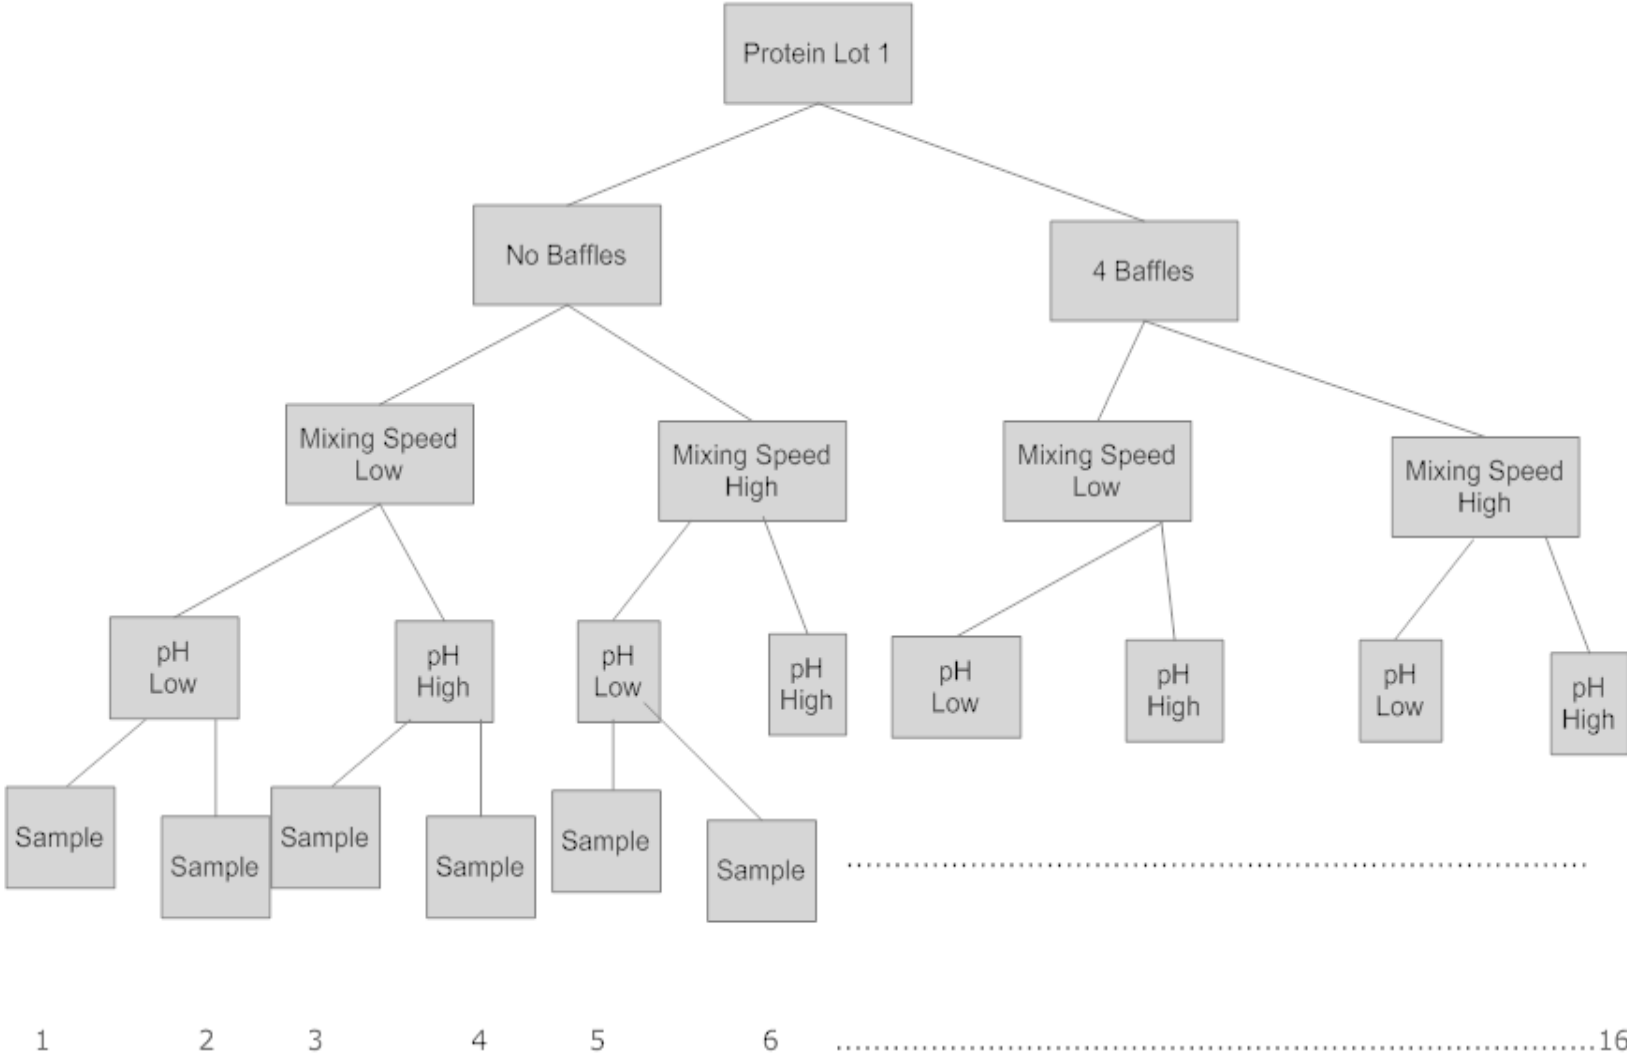 Protein Lot 1
No Baffles
4 Baffles
Mixing Speed
Low
Mixing Speed
High
Mixing Speed
Low
Mixing Speed
High
pH
Low
pH
High
pH
Low
pH
High
pH
Low
pH
High
pH
Low
pH
High
Sample
Sample
Sample
Sample
Sample
Sample
1 2 3 4 5 6 16